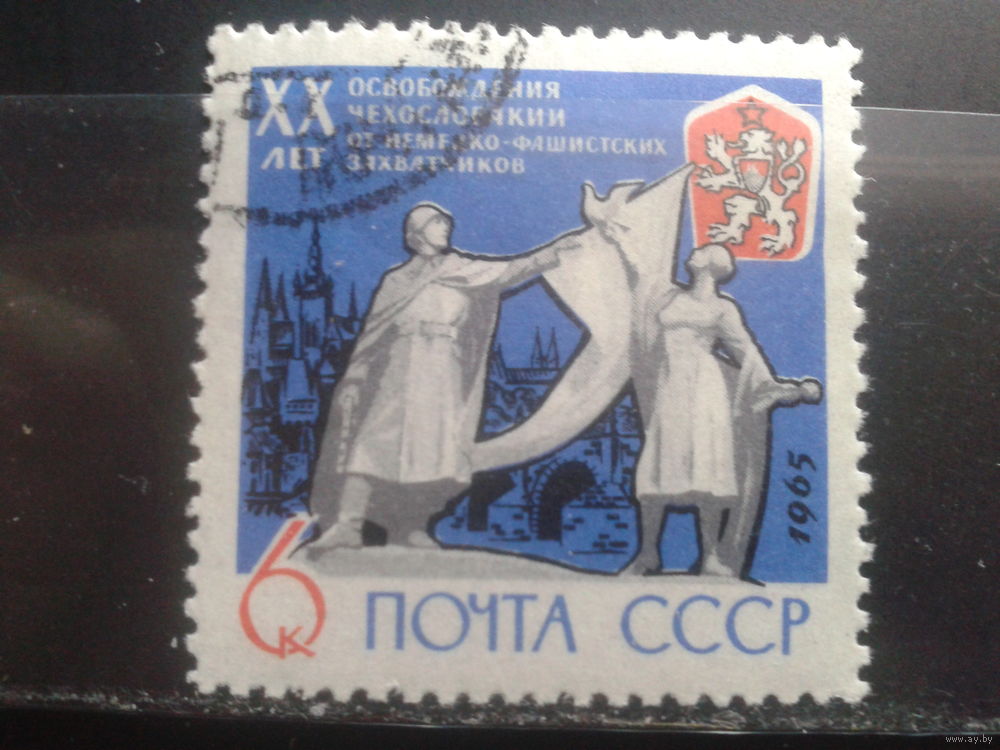 XX ЛЕТ
ОСВОБОЖДЕНИЯ
ЧЕХОСЛОВАКИИ
ОТ НЕМЕЦКО-ФАШИСТСКИХ
ЗАХВАТЧИКОВ
1965
6 К
ПОЧТА СССР
www.ay.by